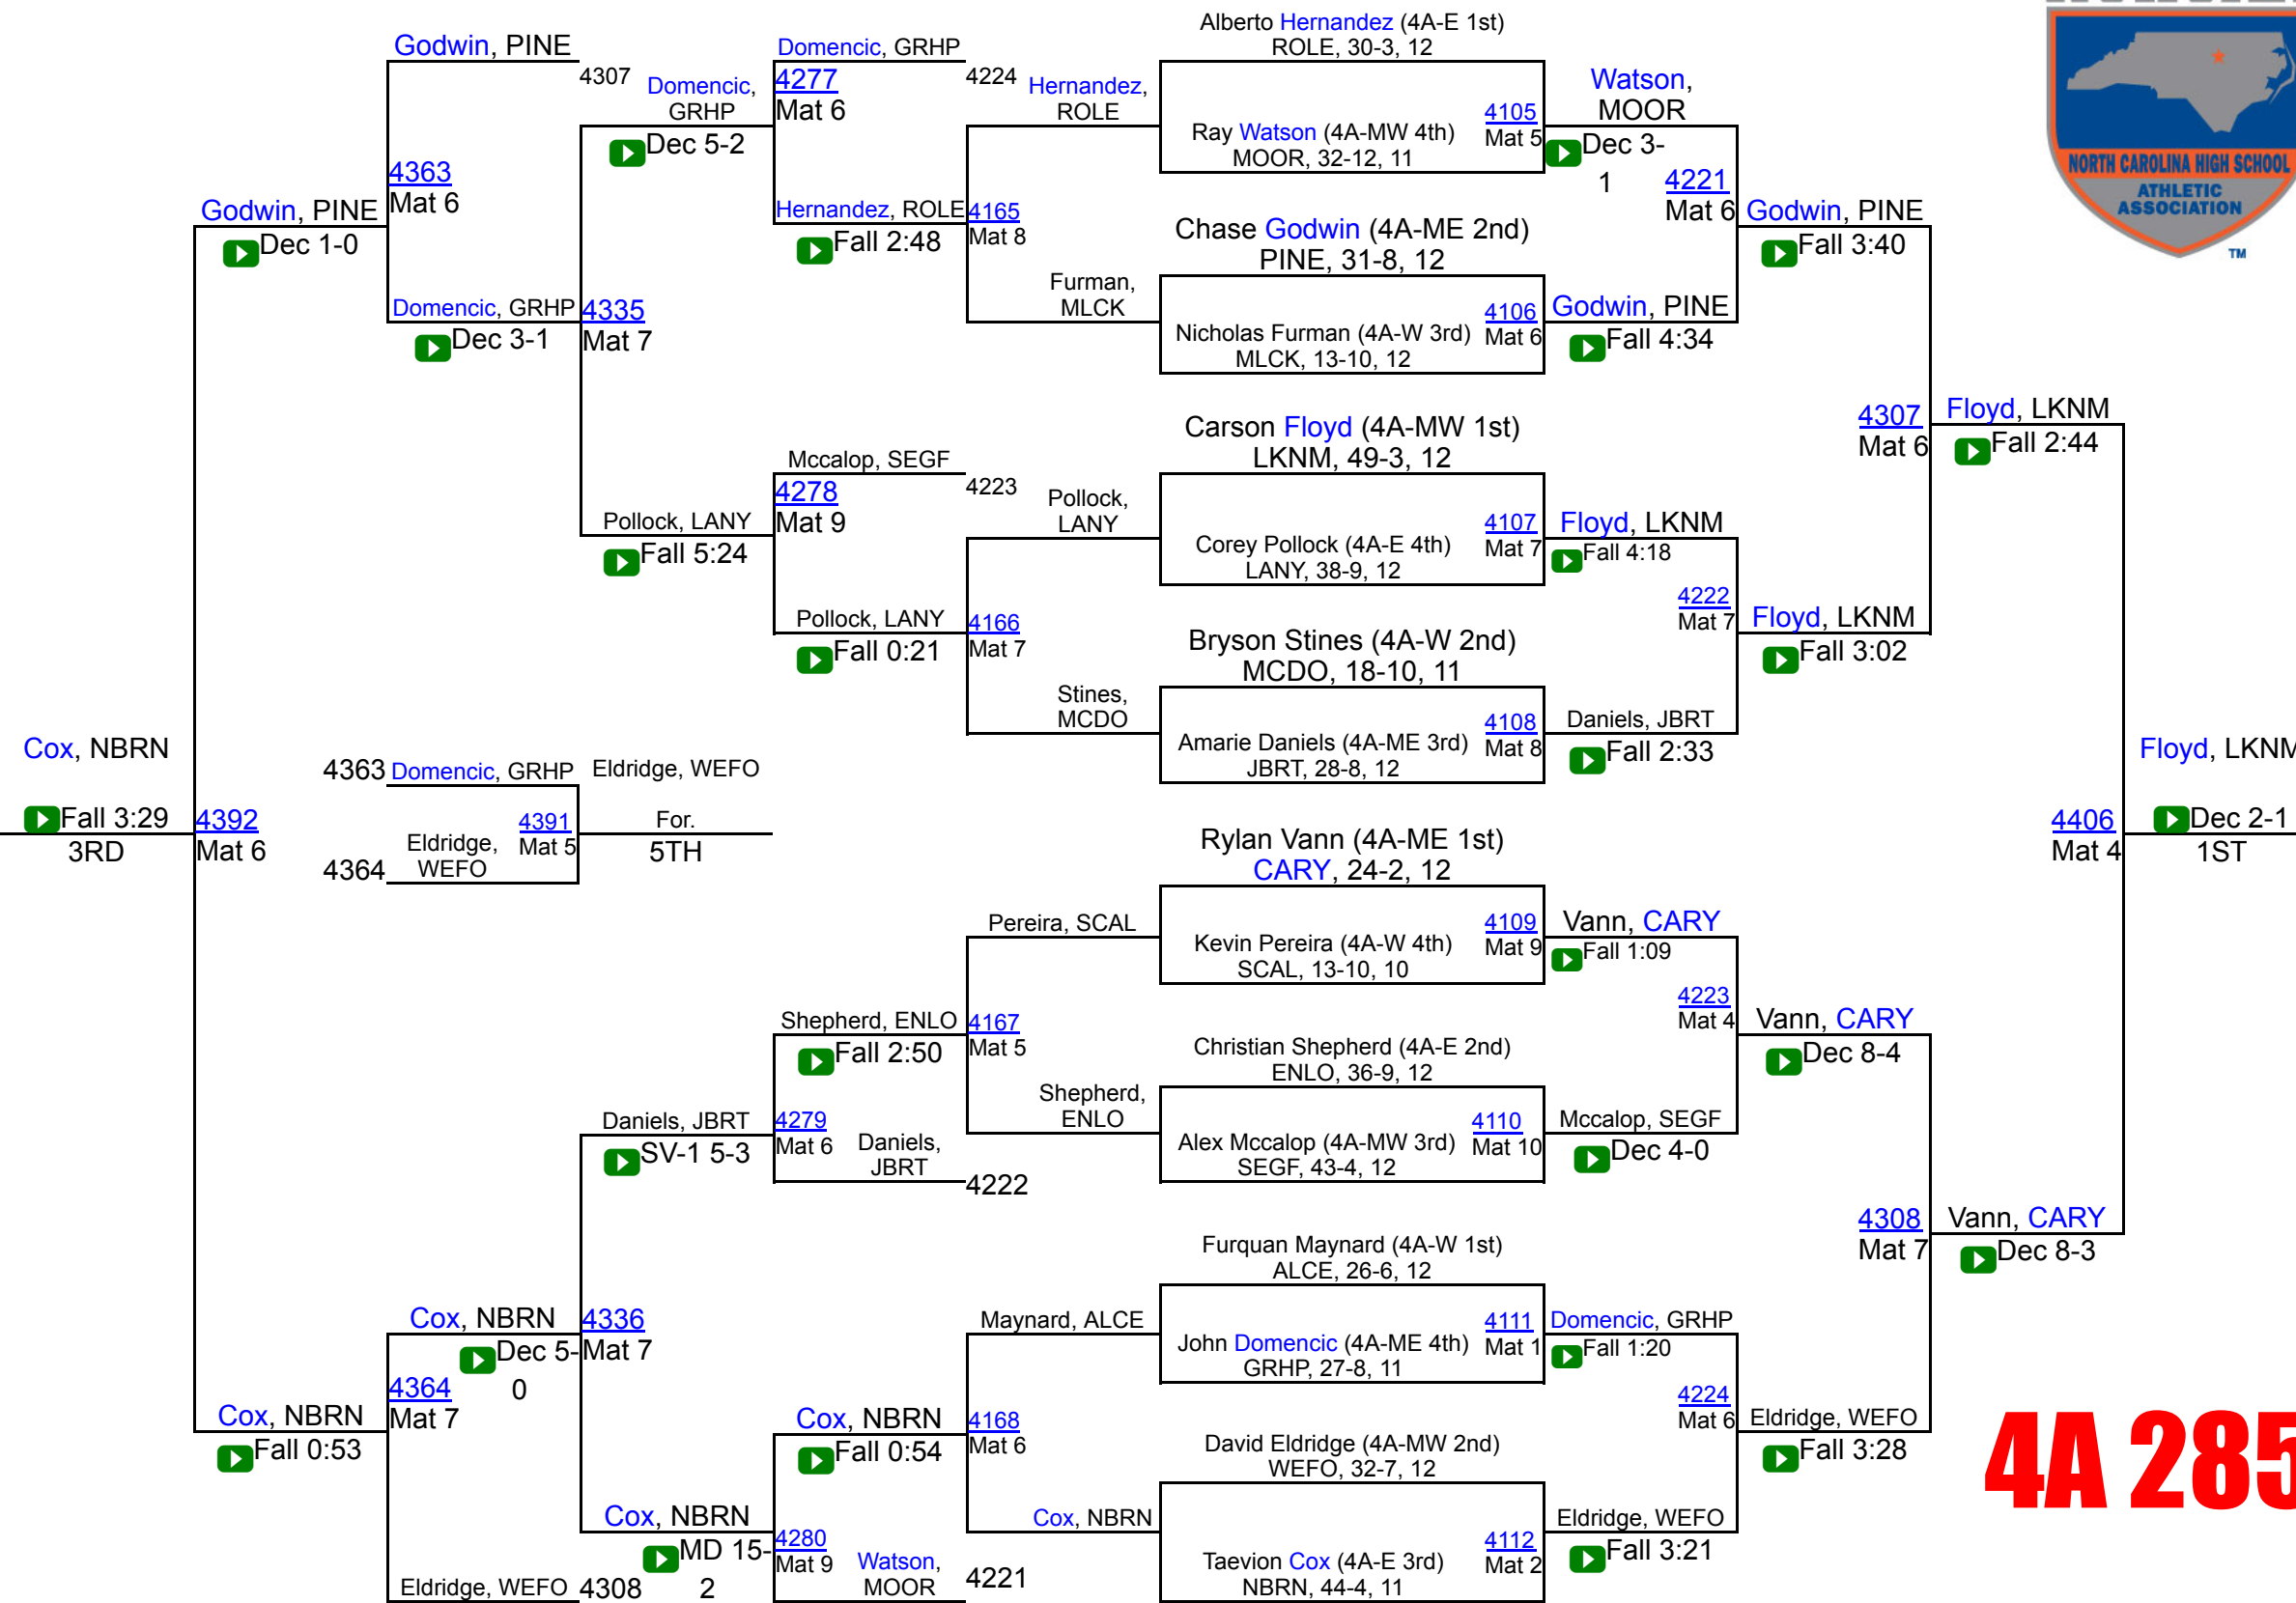 Godwin, PINE
4307
4363
Mat 6
Godwin, PINE
Dec 1-0
Domencic, GRHP
Dec 3-1
Domencic,
GRHP
Dec 5-2
4335
Mat 7
Domencic, GRHP
4224
4277
Mat 6
Hernandez, ROLE
Fall 2:48
Hernandez,
ROLE
4165
Mat 8
Furman,
MLCK
Mccalop, SEGF
4223
4278
Mat 9
Pollock, LANY
Fall 5:24
Pollock, LANY
Fall 0:21
Pollock,
LANY
4166
Mat 7
Stines,
MCDO
Cox, NBRN
Fall 3:29
3RD
4392
Mat 6
4363
Domencic, GRHP
Eldridge,
WEFO
4364
4391
Mat 5
Eldridge, WEFO
For.
5TH
Pereira, SCAL
Shepherd, ENLO
Fall 2:50
4167
Mat 5
Shepherd,
ENLO
Daniels, JBRT
SV-1 5-3
4279
Mat 6
Daniels,
JBRT
4222
Cox, NBRN
Dec 5-
0
4336
Mat 7
4364
Mat 7
Cox, NBRN
Fall 0:53
Eldridge, WEFO
4308
Maynard, ALCE
Cox, NBRN
Fall 0:54
4168
Mat 6
Cox, NBRN
Cox, NBRN
MD 15-
2
4280
Mat 9
Watson,
MOOR
4221
Alberto Hernandez (4A-E 1st)
ROLE, 30-3, 12
Ray Watson (4A-MW 4th)
MOOR, 32-12, 11
4105
Mat 5
Watson,
MOOR
Dec 3-
1
Chase Godwin (4A-ME 2nd)
PINE, 31-8, 12
Nicholas Furman (4A-W 3rd)
MLCK, 13-10, 12
4106
Mat 6
Godwin, PINE
Fall 4:34
4221
Mat 6
Godwin, PINE
Fall 3:40
Carson Floyd (4A-MW 1st)
LKNM, 49-3, 12
Corey Pollock (4A-E 4th)
LANY, 38-9, 12
4107
Mat 7
Floyd, LKNM
Fall 4:18
Bryson Stines (4A-W 2nd)
MCDO, 18-10, 11
Amarie Daniels (4A-ME 3rd)
JBRT, 28-8, 12
4108
Mat 8
Daniels, JBRT
Fall 2:33
4222
Mat 7
Floyd, LKNM
Fall 3:02
4307
Mat 6
Floyd, LKNM
Fall 2:44
Rylan Vann (4A-ME 1st)
CARY, 24-2, 12
Kevin Pereira (4A-W 4th)
SCAL, 13-10, 10
4109
Mat 9
Vann, CARY
Fall 1:09
Christian Shepherd (4A-E 2nd)
ENLO, 36-9, 12
Alex Mccalop (4A-MW 3rd)
SEGF, 43-4, 12
4110
Mat 10
Mccalop, SEGF
Dec 4-0
4223
Mat 4
Vann, CARY
Dec 8-4
Furquan Maynard (4A-W 1st)
ALCE, 26-6, 12
John Domencic (4A-ME 4th)
GRHP, 27-8, 11
4111
Mat 1
Domencic, GRHP
Fall 1:20
David Eldridge (4A-MW 2nd)
WEFO, 32-7, 12
Taevion Cox (4A-E 3rd)
NBRN, 44-4, 11
4112
Mat 2
Eldridge, WEFO
Fall 3:21
4224
Mat 6
Eldridge, WEFO
Fall 3:28
4308
Mat 7
Vann, CARY
Dec 8-3
4406
Mat 4
Floyd, LKNM
Dec 2-1
1ST
NORTH CAROLINA HIGH SCHOOL
ATHLETIC
ASSOCIATION
TM
4A 285